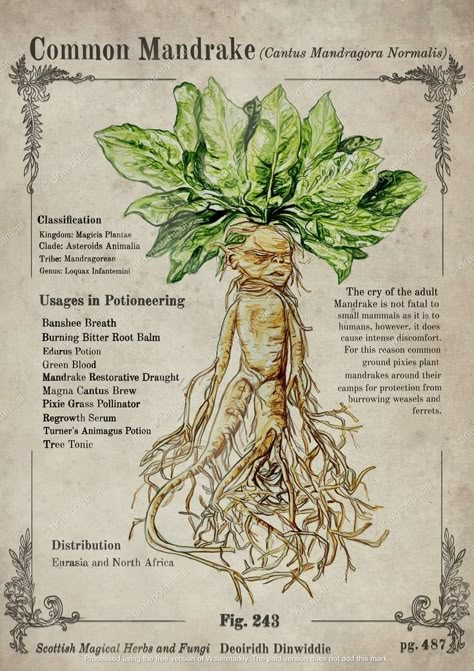 Common Mandrake (Cantus Mandragora Normalis)
Classification
Kingdom: Magicis Plantae
Clade: Asteroids Animalia
Tribe: Mandragoreae
Genus: Loquax Infantemini
Usages in Potioneering
Banshee Breath
Burning Bitter Root Balm
Edurus Potion
Green Blood
Mandrake Restorative Draught
Magna Cantus Brew
Pixie Grass Pollinator
Regrowth Serum
Turner's Animagus Potion
Tree Tonic
The cry of the adult
Mandrake is not fatal to
small mammals as it is to
humans, however, it does
cause intense discomfort.
For this reason common
ground pixies plant
mandrakes around their
camps for protection from
burrowing weasels and
ferrets.
Distribution
Eurasia and North Africa
Fig. 243
Scottish Magical Herbs and Fungi Deoiridh Dinwiddie
pg. 487
Processed using the free version of Watermarkly. The paid version does not add this mark.